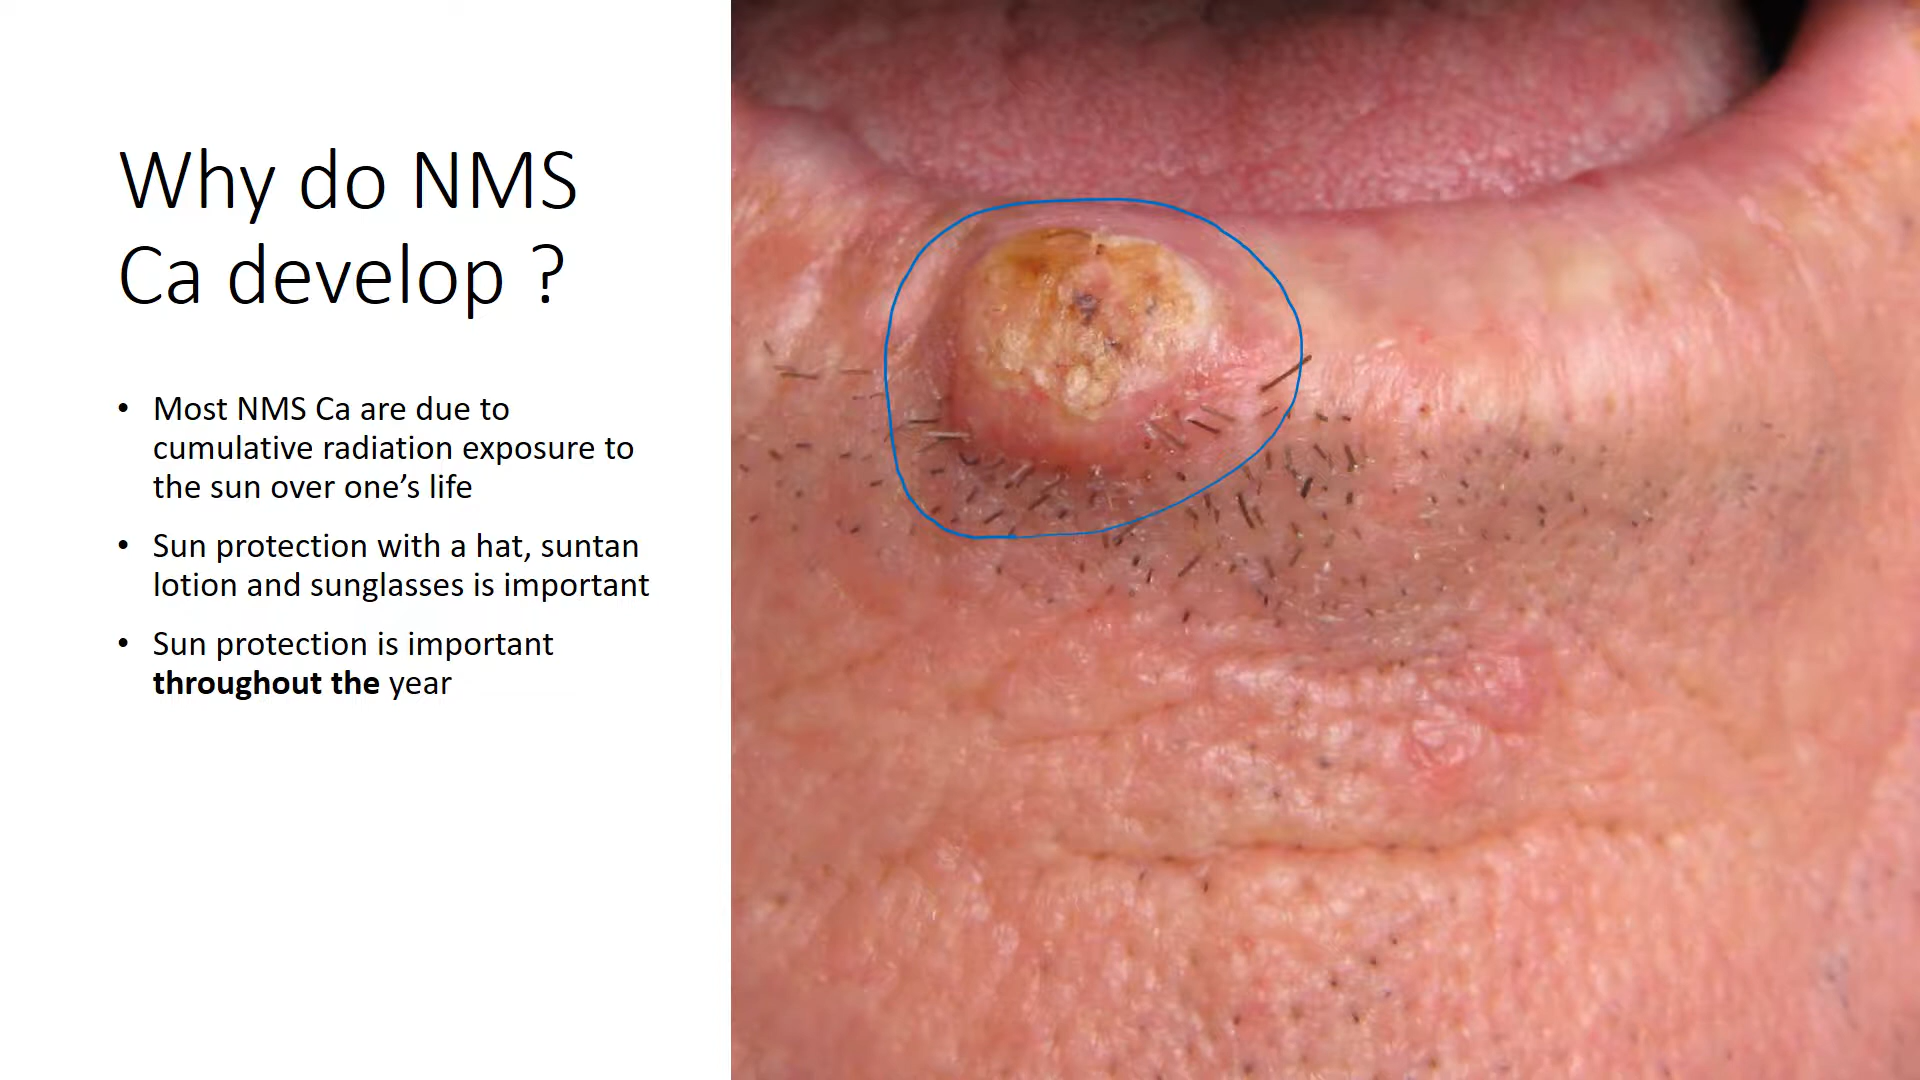 Why do NMS
Ca develop ?
• Most NMS Ca are due to
cumulative radiation exposure to
the sun over one’s life
• Sun protection with a hat, suntan
lotion and sunglasses is important
• Sun protection is important
throughout the year